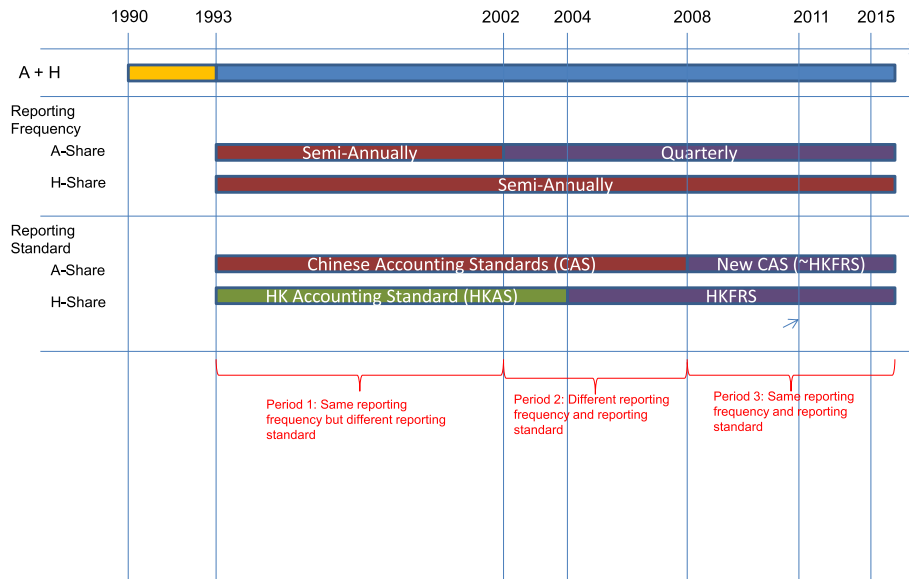 1990 1993 2002 2004 2008 2011 2015
A + H
Reporting
Frequency
A-Share Semi-Annually Quarterly
H-Share Semi-Annually
Reporting
Standard
A-Share Chinese Accounting Standards (CAS) New CAS (~HKFRS)
H-Share HK Accounting Standard (HKAS) HKFRS
Period 1: Same reporting
frequency but different reporting
standard
Period 2: Different reporting
frequency and reporting
standard
Period 3: Same reporting
frequency and reporting
standard